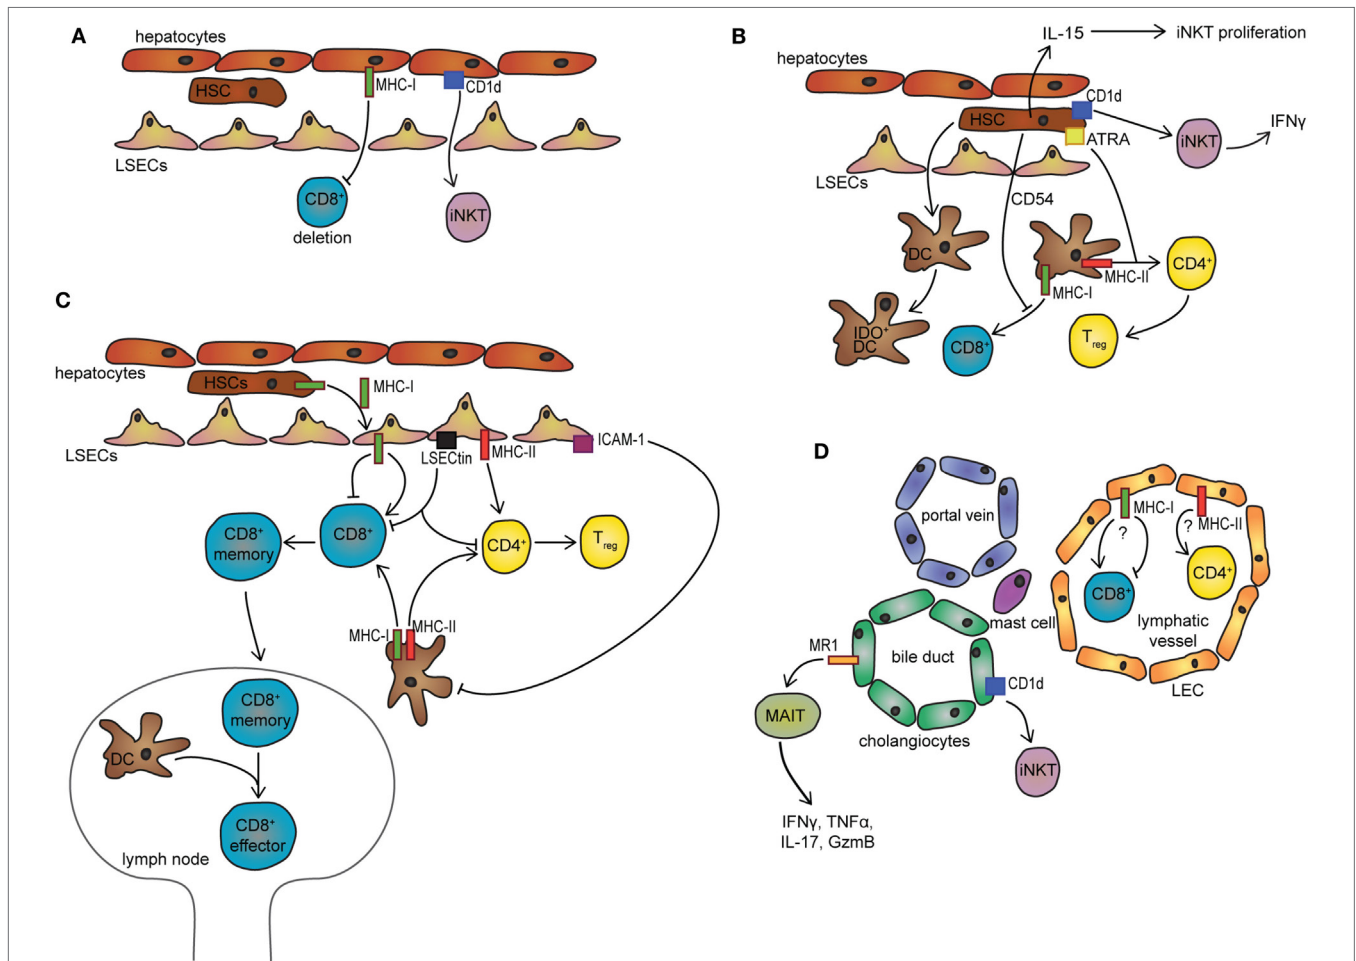 A
hepatocytes
HSC
MHC-I
CD1d
LSECs
CD8⁺
deletion
iNKT
B
IL-15
iNKT proliferation
hepatocytes
CD1d
HSC
ATRA
iNKT
IFNγ
LSECs
CD54
DC
MHC-II
CD4⁺
MHC-I
IDO⁺
DC
CD8⁺
Treg
C
hepatocytes
HSCs
MHC-I
LSECs
LSECtin
MHC-II
ICAM-1
CD8⁺
memory
CD8⁺
CD4⁺
Treg
MHC-I
MHC-II
CD8⁺
memory
DC
CD8⁺
effector
lymph node
D
portal vein
MHC-I
MHC-II
?
?
CD8⁺
CD4⁺
mast cell
lymphatic
vessel
LEC
MR1
bile duct
CD1d
MAIT
cholangiocytes
iNKT
IFNγ, TNFα,
IL-17, GzmB